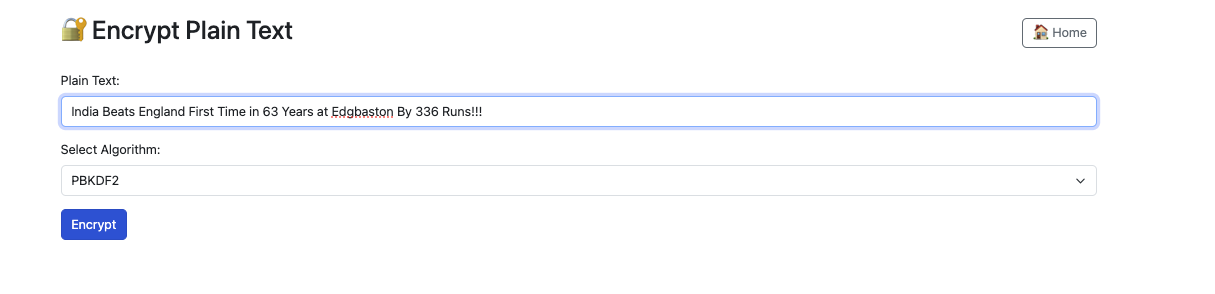 🔐 Encrypt Plain Text
🏠 Home
Plain Text:
India Beats England First Time in 63 Years at Edgbaston By 336 Runs!!!
Select Algorithm:
PBKDF2
Encrypt